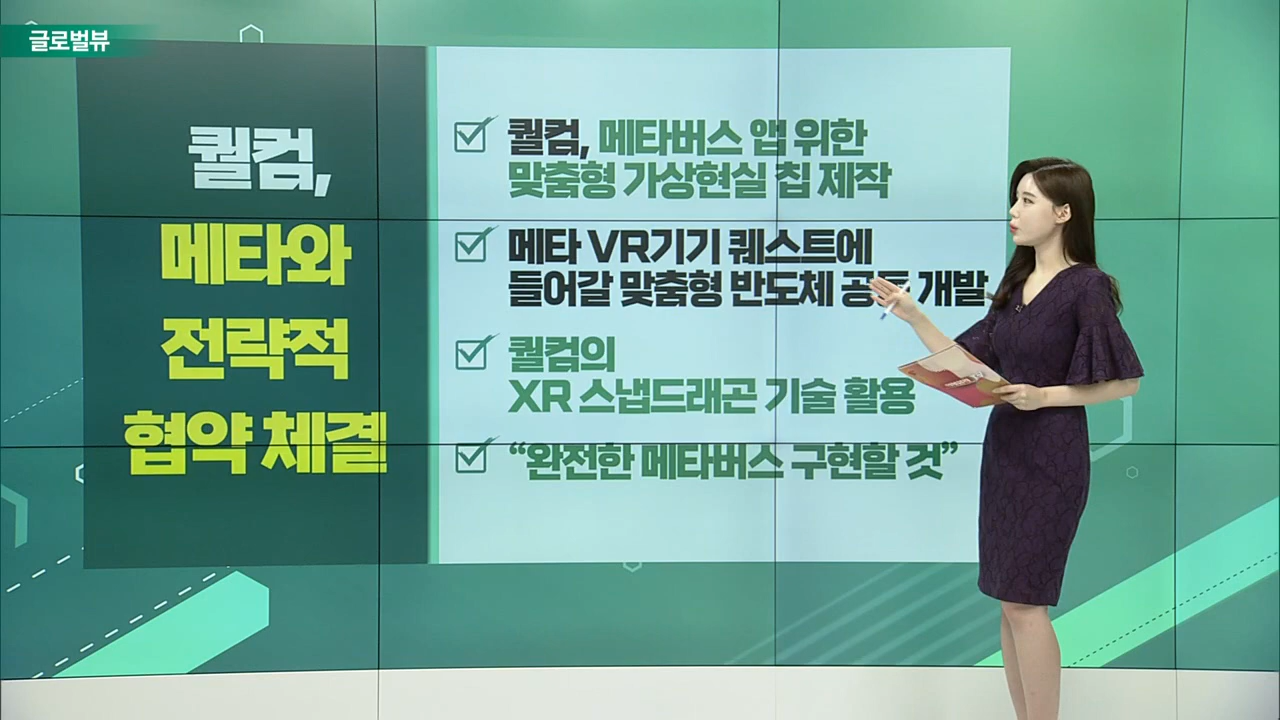 글로벌뷰
퀄컴,
메타와
전략적
협약 체결
퀄컴, 메타버스 앱 위한
맞춤형 가상현실 칩 제작
메타 VR기기 퀘스트에
들어갈 맞춤형 반도체 공동 개발
퀄컴의
XR 스냅드래곤 기술 활용
“완전한 메타버스 구현할 것”